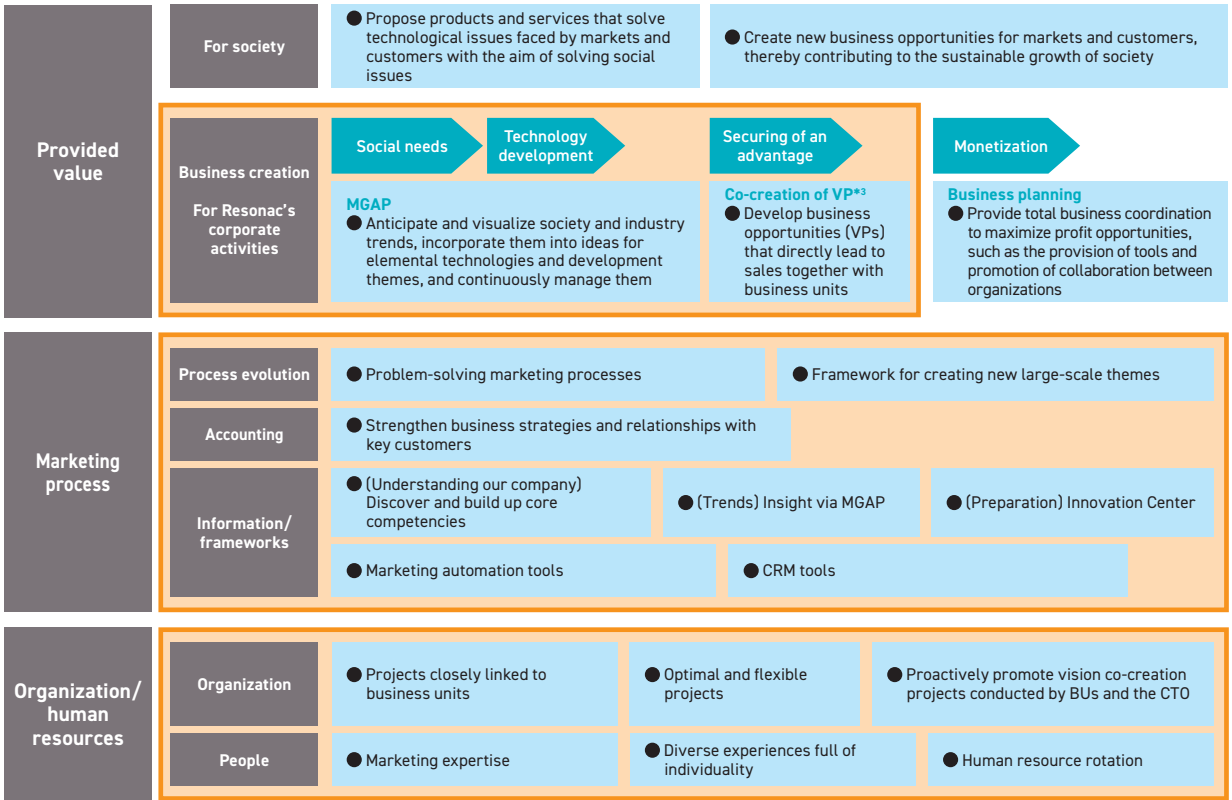 Provided
value
For society
● Propose products and services that solve
technological issues faced by markets and
customers with the aim of solving social
issues
● Create new business opportunities for markets and customers,
thereby contributing to the sustainable growth of society
Business creation
For Resonac's
corporate
activities
Social needs
Technology
development
Securing of an
advantage
Monetization
MGAP
● Anticipate and visualize society and industry
trends, incorporate them into ideas for
elemental technologies and development
themes, and continuously manage them
Co-creation of VP*3
● Develop business
opportunities (VPs)
that directly lead to
sales together with
business units
Business planning
● Provide total business coordination
to maximize profit opportunities,
such as the provision of tools and
promotion of collaboration between
organizations
Marketing
process
Process evolution
● Problem-solving marketing processes
● Framework for creating new large-scale themes
Accounting
● Strengthen business strategies and relationships with
key customers
Information/
frameworks
● (Understanding our company)
Discover and build up core
competencies
● (Trends) Insight via MGAP
● (Preparation) Innovation Center
● Marketing automation tools
● CRM tools
Organization/
human
resources
Organization
● Projects closely linked to
business units
● Optimal and flexible
projects
● Proactively promote vision co-creation
projects conducted by BUs and the CTO
People
● Marketing expertise
● Diverse experiences full of
individuality
● Human resource rotation